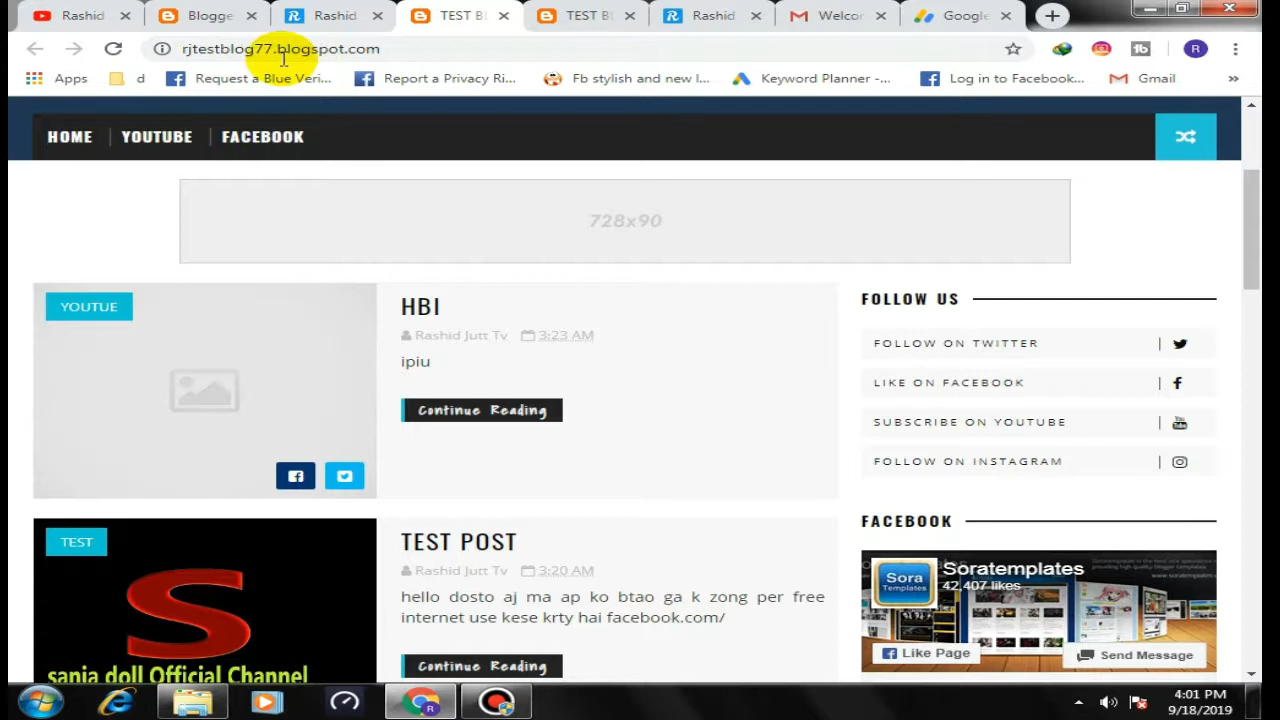 Rashid
Blogge
Rashid
TEST BL
TEST BL
Rashid
Welcor
Google
rjtestblog77.blogspot.com
R
Apps
d
Request a Blue Veri...
Report a Privacy Ri...
Fb stylish and new l...
Keyword Planner -...
Log in to Facebook...
Gmail
»
HOME
YOUTUBE
FACEBOOK
728x90
YOUTUE
HBI
Rashid Jutt Tv 3:23 AM
ipiu
Continue Reading
TEST
TEST POST
Rashid Jutt Tv 3:20 AM
hello dosto aj ma ap ko btao ga k zong per free
internet use kese krty hai facebook.com/
Continue Reading
S
sania doll Official Channel
FOLLOW US
FOLLOW ON TWITTER
LIKE ON FACEBOOK
SUBSCRIBE ON YOUTUBE
FOLLOW ON INSTAGRAM
FACEBOOK
Sora
Templates
Soratemplates
42,407 likes
Like Page
Send Message
4:01 PM
9/18/2019